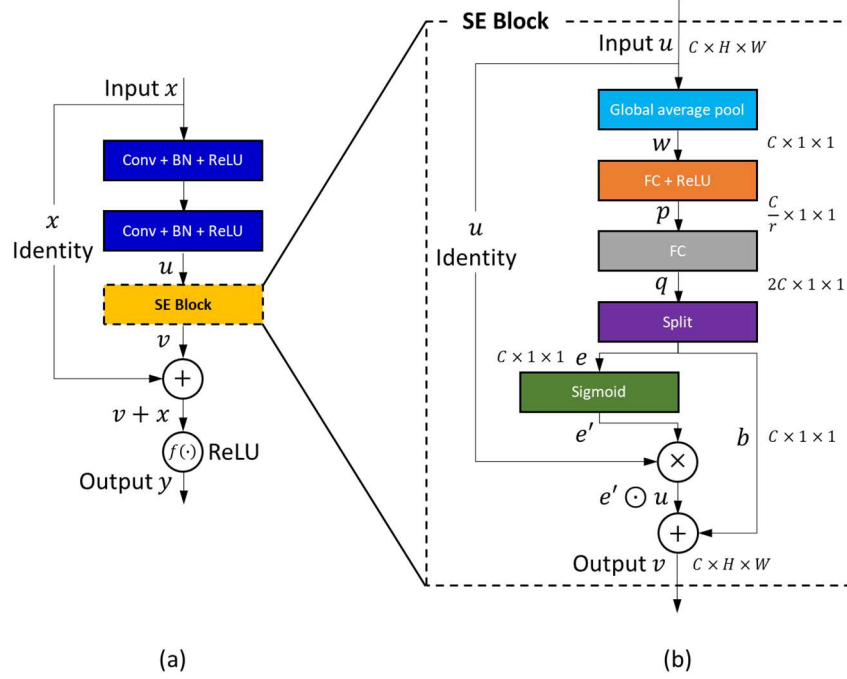 Input x
Conv + BN + ReLU
x
Identity
Conv + BN + ReLU
u
SE Block
v
+
v + x
f(·) ReLU
Output y
(a)
SE Block
Input u C × H × W
Global average pool
w C × 1 × 1
FC + ReLU
p C/r × 1 × 1
u
Identity
FC
q 2C × 1 × 1
Split
C × 1 × 1 e
Sigmoid
e′
b C × 1 × 1
×
e′ ⊙ u
+
Output v C × H × W
(b)